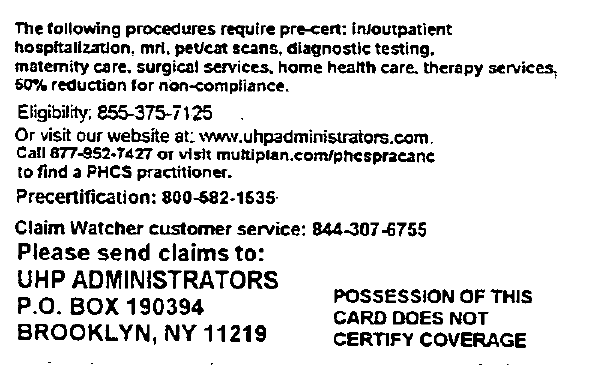 The following procedures require pre-cert: in/outpatient
hospitalization, mri, pet/cat scans, diagnostic testing,
maternity care, surgical services, home health care, therapy services,
50% reduction for non-compliance.
Eligibility: 855-375-7125
Or visit our website at: www.uhpadministrators.com.
Call 877-952-7427 or visit multiplan.com/phcspracanc
to find a PHCS practitioner.
Precertification: 800-582-1535
Claim Watcher customer service: 844-307-6755
Please send claims to:
UHP ADMINISTRATORS
P.O. BOX 190394
BROOKLYN, NY 11219
POSSESSION OF THIS
CARD DOES NOT
CERTIFY COVERAGE